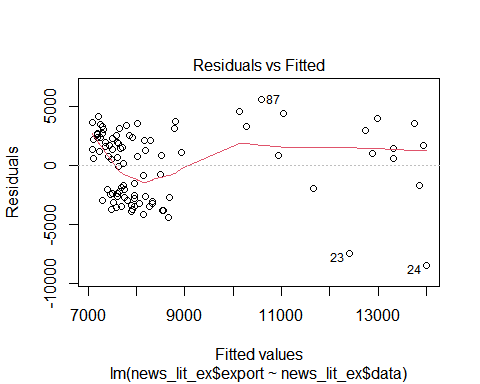 Residuals vs Fitted
Residuals
5000
0
-5000
-10000
87
23
24
7000 9000 11000 13000
Fitted values
lm(news_lit_ex$export ~ news_lit_ex$data)